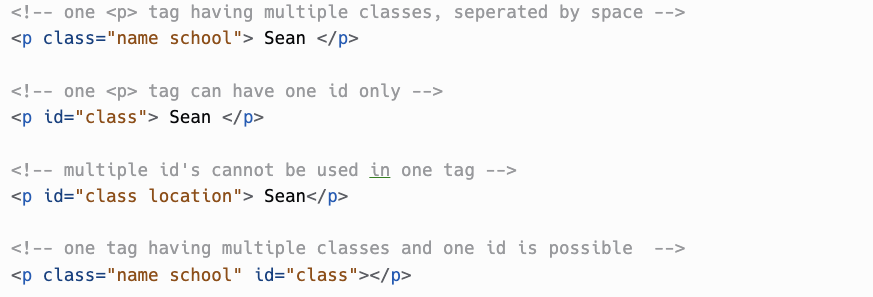 <!-- one <p> tag having multiple classes, seperated by space -->
<p class="name school"> Sean </p>
<!-- one <p> tag can have one id only -->
<p id="class"> Sean </p>
<!-- multiple id's cannot be used in one tag -->
<p id="class location"> Sean</p>
<!-- one tag having multiple classes and one id is possible  -->
<p class="name school" id="class"></p>